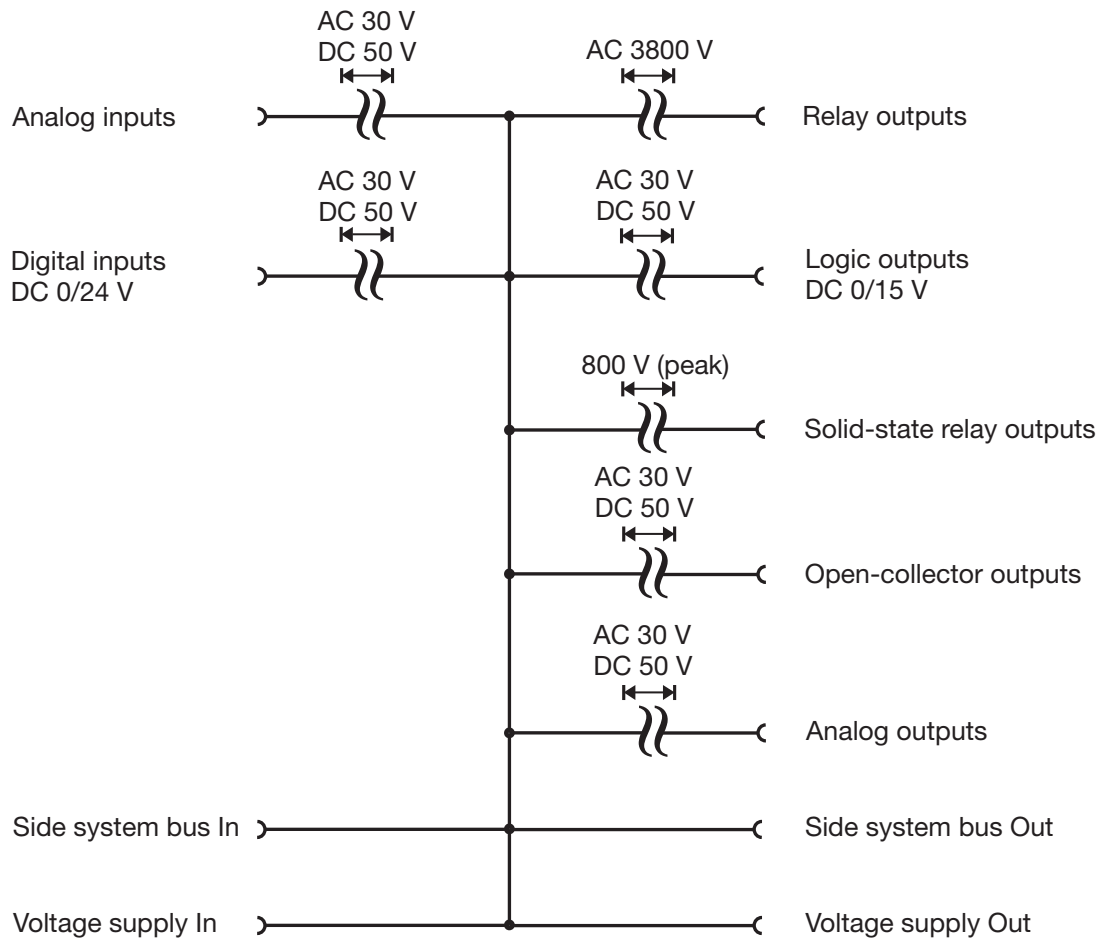 AC 30 V
DC 50 V
AC 3800 V
Analog inputs
Relay outputs
AC 30 V
DC 50 V
AC 30 V
DC 50 V
Digital inputs
DC 0/24 V
Logic outputs
DC 0/15 V
800 V (peak)
Solid-state relay outputs
AC 30 V
DC 50 V
Open-collector outputs
AC 30 V
DC 50 V
Analog outputs
Side system bus In
Side system bus Out
Voltage supply In
Voltage supply Out